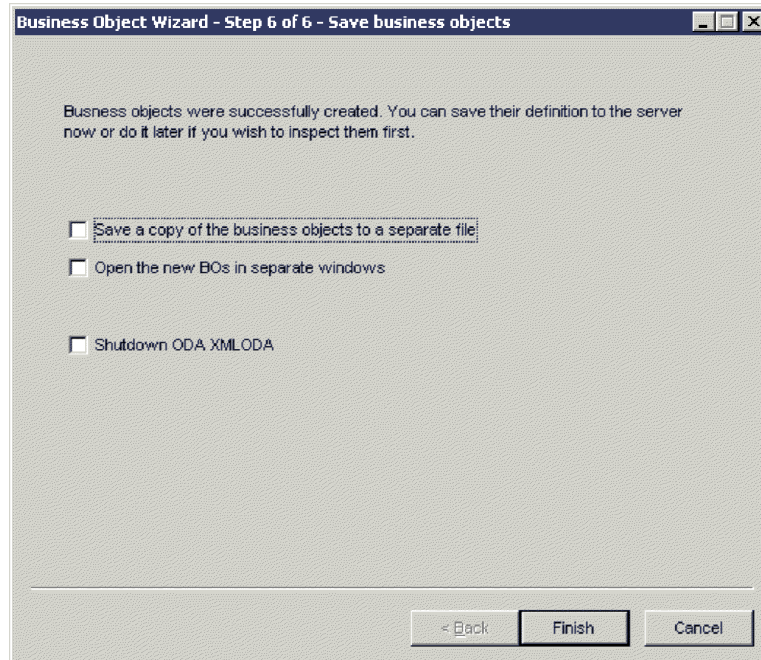 Business Object Wizard - Step 6 of 6 - Save business objects
Busness objects were successfully created. You can save their definition to the server
now or do it later if you wish to inspect them first.
Save a copy of the business objects to a separate file
Open the new BOs in separate windows
Shutdown ODA XMLODA
< Back
Finish
Cancel